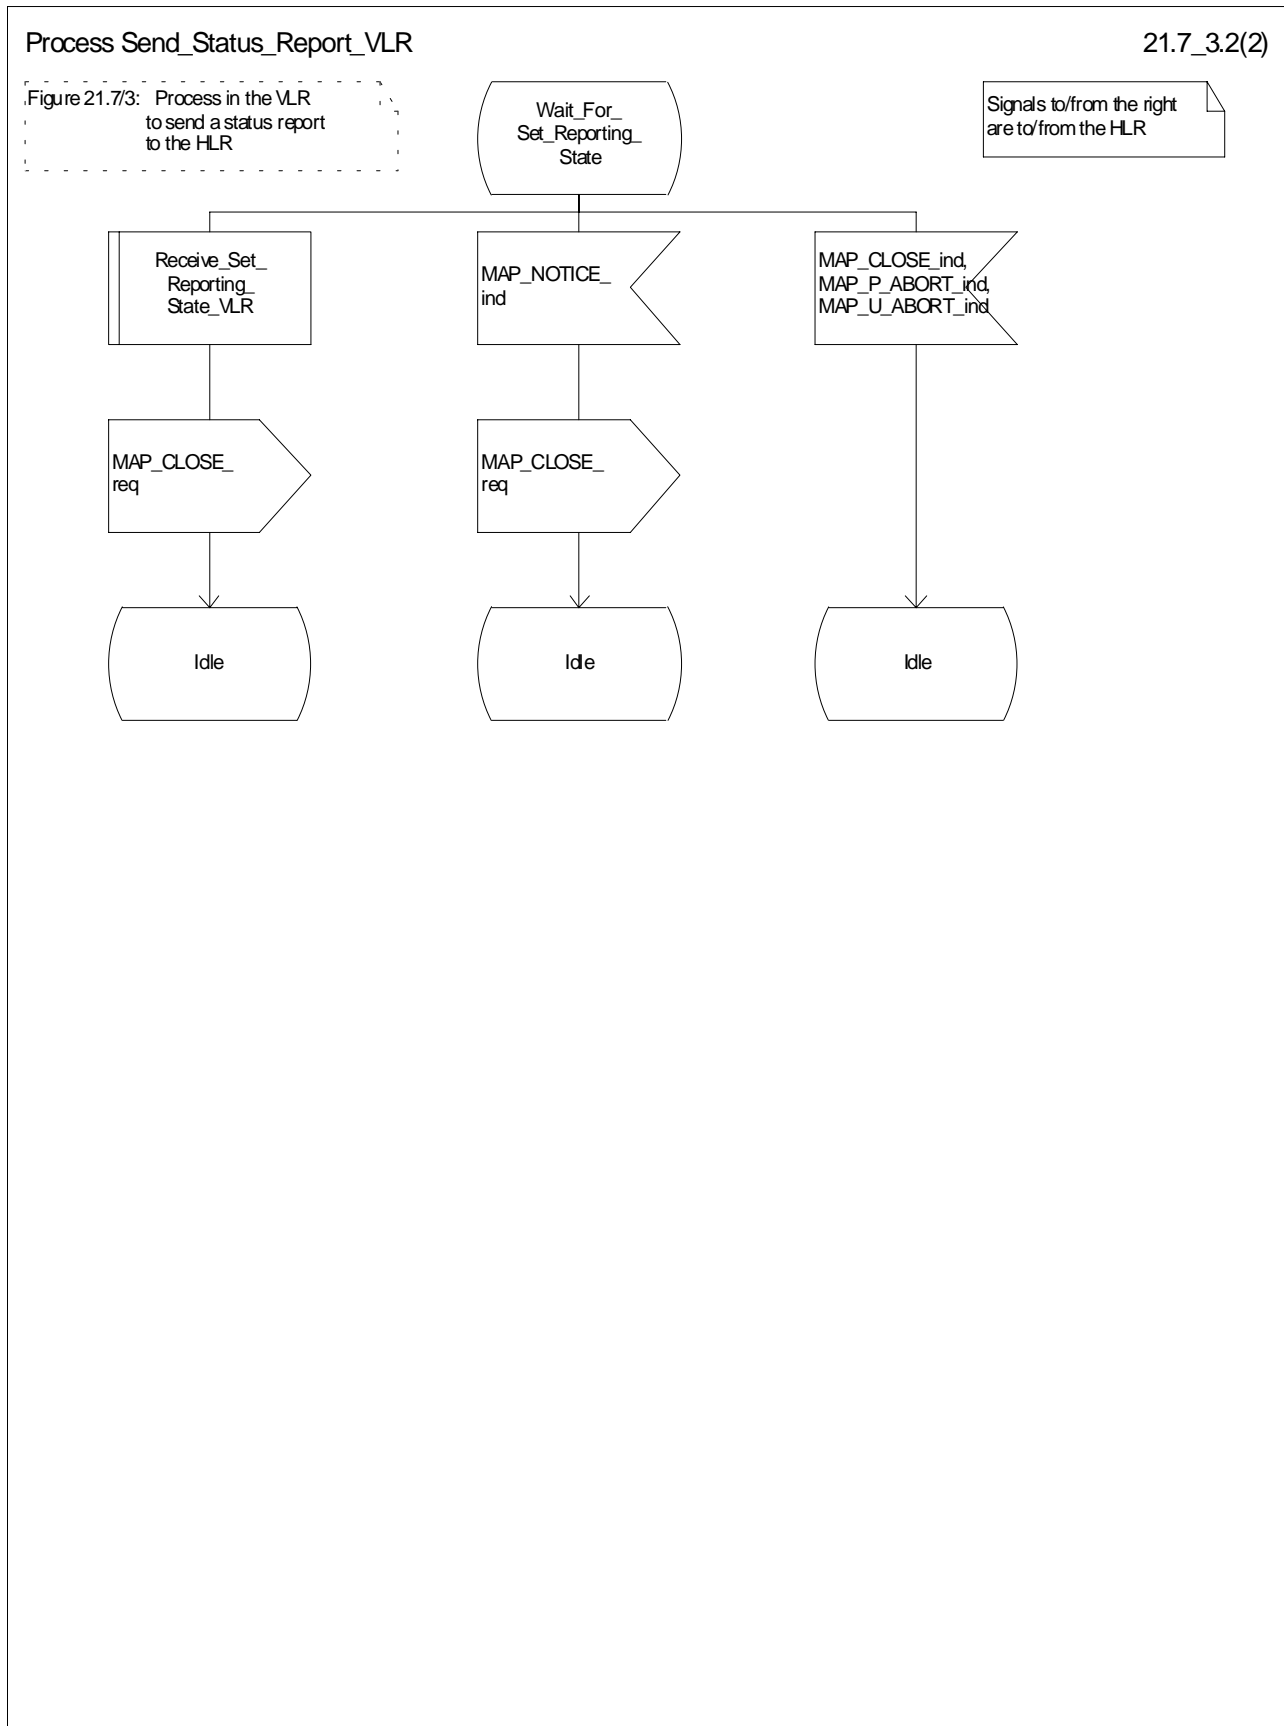 Process Send_Status_Report_VLR
21.7_3.2(2)
Figure 21.7/3: Process in the VLR
to send a status report
to the HLR
Wait_For_
Set_Reporting_
State
Signals to/from the right
are to/from the HLR
Receive_Set_
Reporting_
State_VLR
MAP_NOTICE_
ind
MAP_CLOSE_ind,
MAP_P_ABORT_ind,
MAP_U_ABORT_ind
MAP_CLOSE_
req
MAP_CLOSE_
req
Idle
Idle
Idle